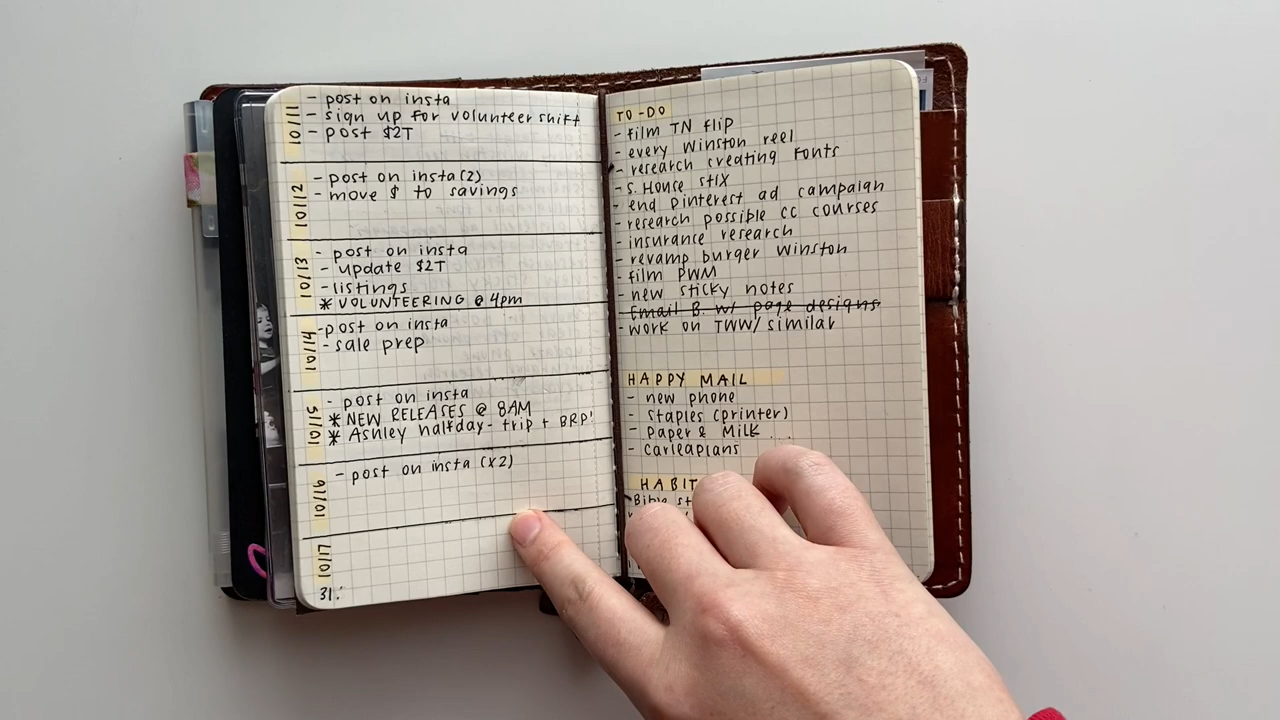 10/11
- post on insta
- sign up for volunteer shift
- post $2T
10/12
- post on insta(2)
- move $ to savings
10/13
- post on insta
- update $2T
- listings
* VOLUNTEERING @ 4pm
10/14
- post on insta
- sale prep
10/15
- post on insta
* NEW RELEASES @ 8AM
* Ashley halfday - trip + BRP!
10/16
- post on insta (x2)
10/17
31:
TO-DO
- film TN flip
- every Winston reel
- research creating fonts
- S. House stix
- end pinterest ad campaign
- research possible CC courses
- insurance research
- revamp burger Winston
- film PWM
- new sticky notes
- Email B. w/ page designs
- work on TWW/similar
HAPPY MAIL
- new phone
- Staples (printer)
- Paper & Milk ...
- carleaplans
HABIT
Bible st